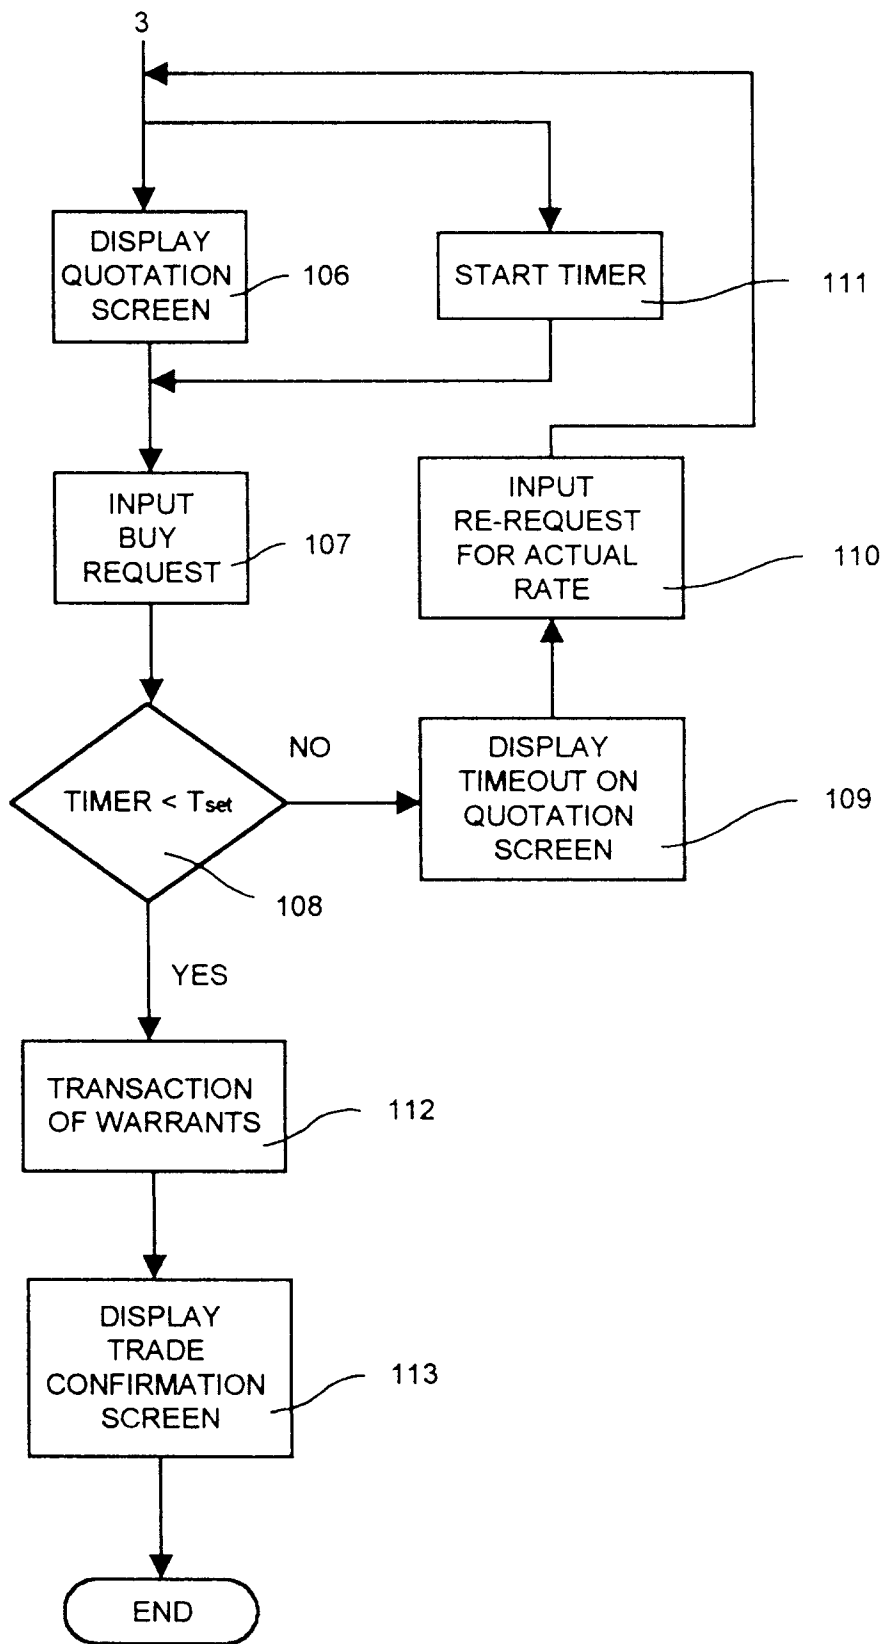 3
DISPLAY
QUOTATION
SCREEN
106
START TIMER
111
INPUT
BUY
REQUEST
107
INPUT
RE-REQUEST
FOR ACTUAL
RATE
110
TIMER < Tset
108
NO
DISPLAY
TIMEOUT ON
QUOTATION
SCREEN
109
YES
TRANSACTION
OF WARRANTS
112
DISPLAY
TRADE
CONFIRMATION
SCREEN
113
END